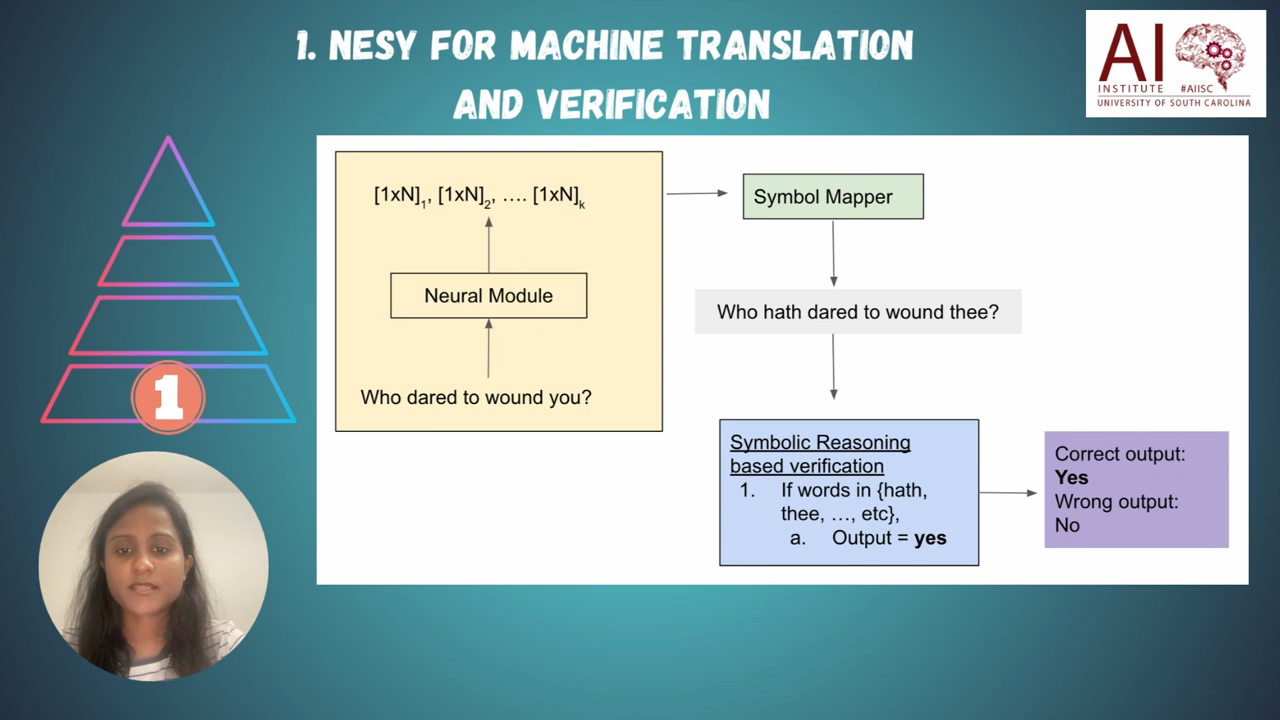 1. NESY FOR MACHINE TRANSLATION
AND VERIFICATION
AI
INSTITUTE #AIISC
UNIVERSITY OF SOUTH CAROLINA
[1xN]1, [1xN]2, …. [1xN]k
Neural Module
Who dared to wound you?
Symbol Mapper
Who hath dared to wound thee?
Symbolic Reasoning
based verification
1. If words in {hath,
thee, …, etc},
a. Output = yes
Correct output:
Yes
Wrong output:
No
1